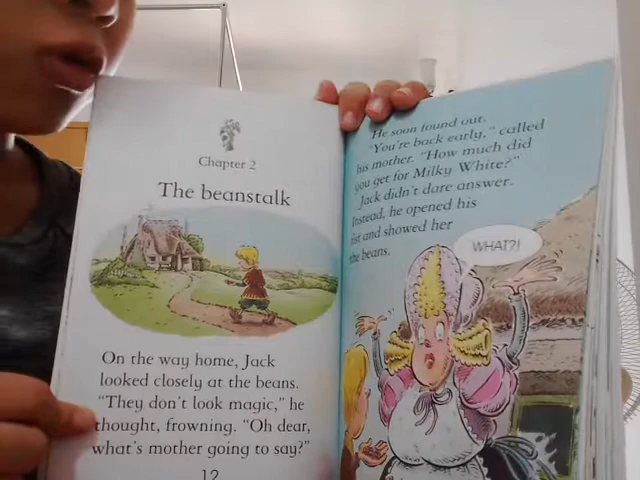 Chapter 2
The beanstalk
On the way home, Jack
looked closely at the beans.
"They don't look magic," he
thought, frowning. "Oh dear,
what's mother going to say?"
12
He soon found out.
"You're back early," called
his mother. "How much did
you get for Milky White?"
Jack didn't dare answer.
Instead, he opened his
fist and showed her
the beans.
WHAT?!